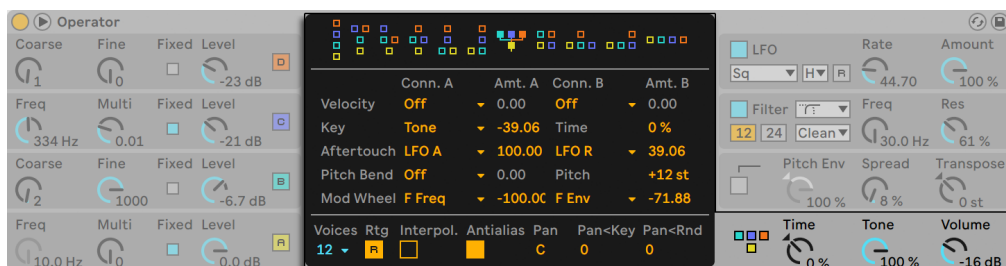 Operator
Coarse Fine Fixed Level
1 0 -23 dB D
Freq Multi Fixed Level
334 Hz 0.01 -21 dB C
Coarse Fine Fixed Level
2 1000 -6.7 dB B
Freq Multi Fixed Level
10.0 Hz 0 0.0 dB A
Conn. A Amt. A Conn. B Amt. B
Velocity Off 0.00 Off 0.00
Key Tone -39.06 Time 0 %
Aftertouch LFO A 100.00 LFO R 39.06
Pitch Bend Off 0.00 Pitch +12 st
Mod Wheel F Freq -100.0 F Env -71.88
Voices Rtg Interpol. Antialias Pan Pan<Key Pan<Rnd
12 R C 0 0
LFO Rate Amount
Sq H R 44.70 100 %
Filter Freq Res
12 24 Clean 30.0 Hz 61 %
Pitch Env Spread Transpose
100 % 8 % 0 st
Time Tone Volume
0 % 100 % -16 dB